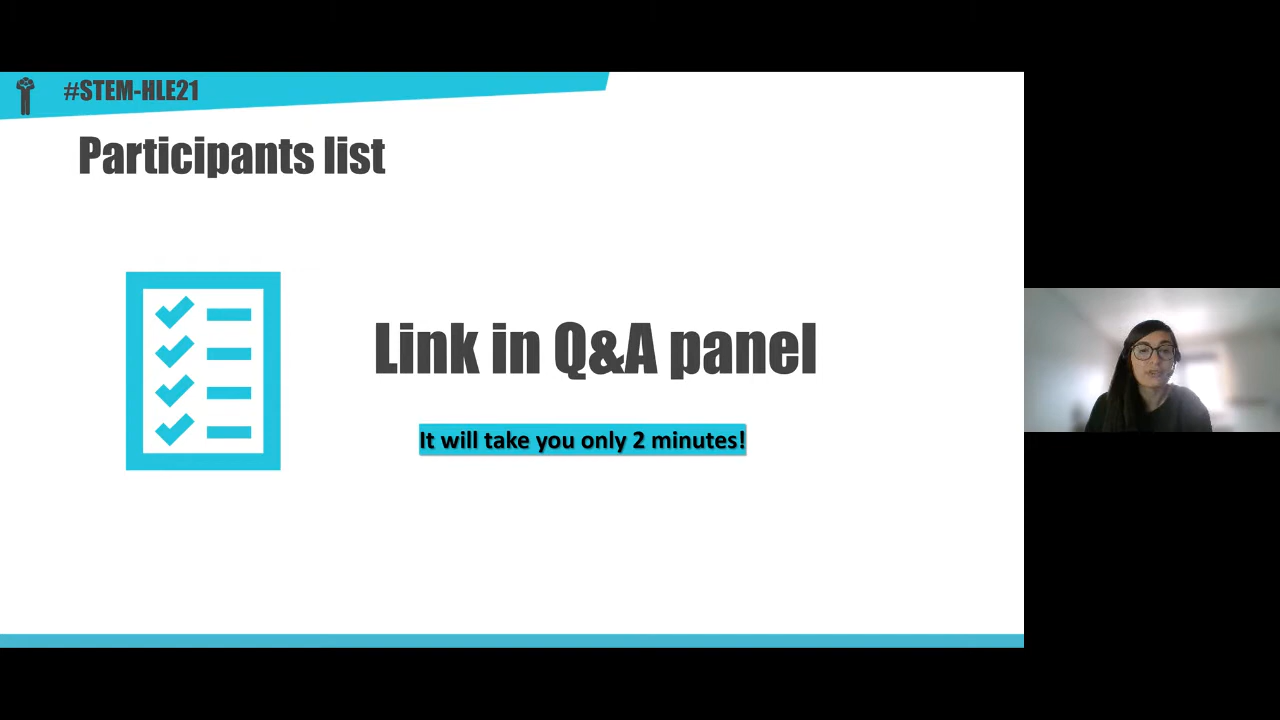 #STEM-HLE21
Participants list
Link in Q&A panel
It will take you only 2 minutes!